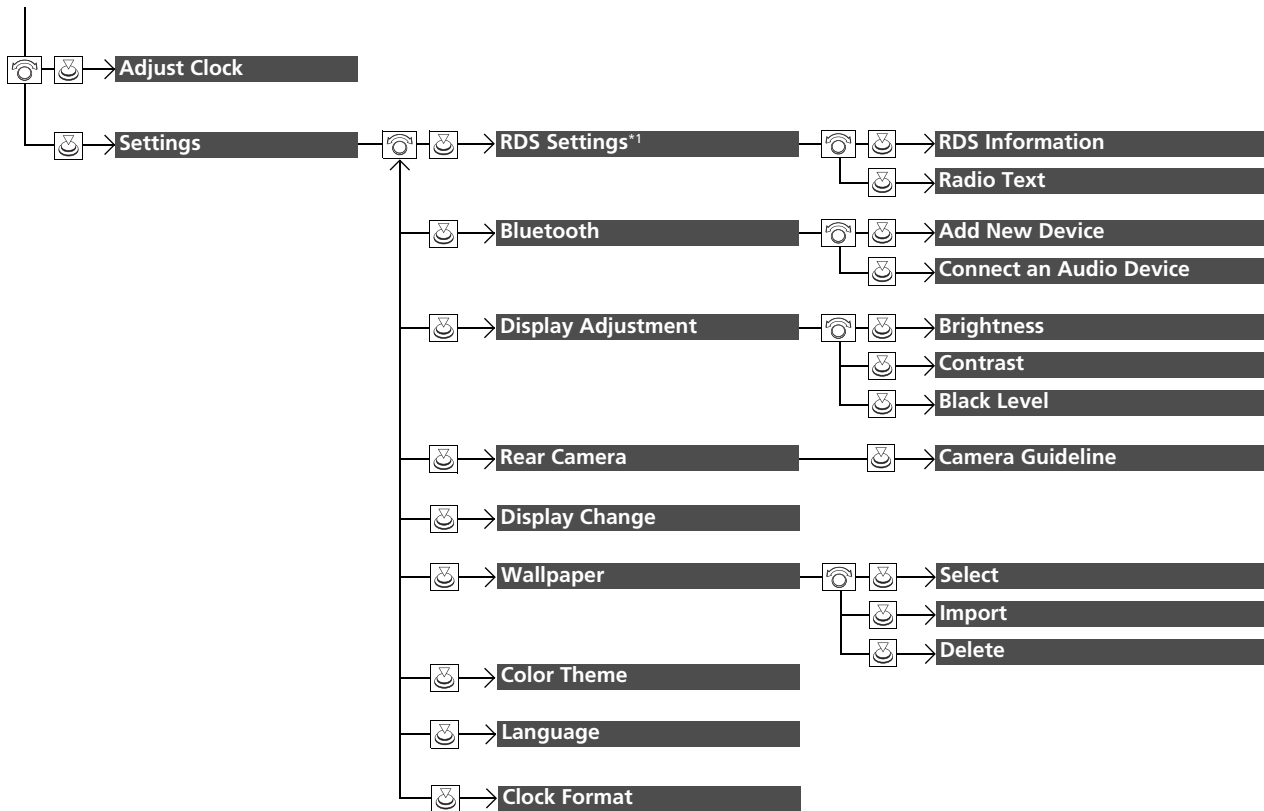 Adjust Clock
Settings
RDS Settings*1
RDS Information
Radio Text
Bluetooth
Add New Device
Connect an Audio Device
Display Adjustment
Brightness
Contrast
Black Level
Rear Camera
Camera Guideline
Display Change
Wallpaper
Select
Import
Delete
Color Theme
Language
Clock Format